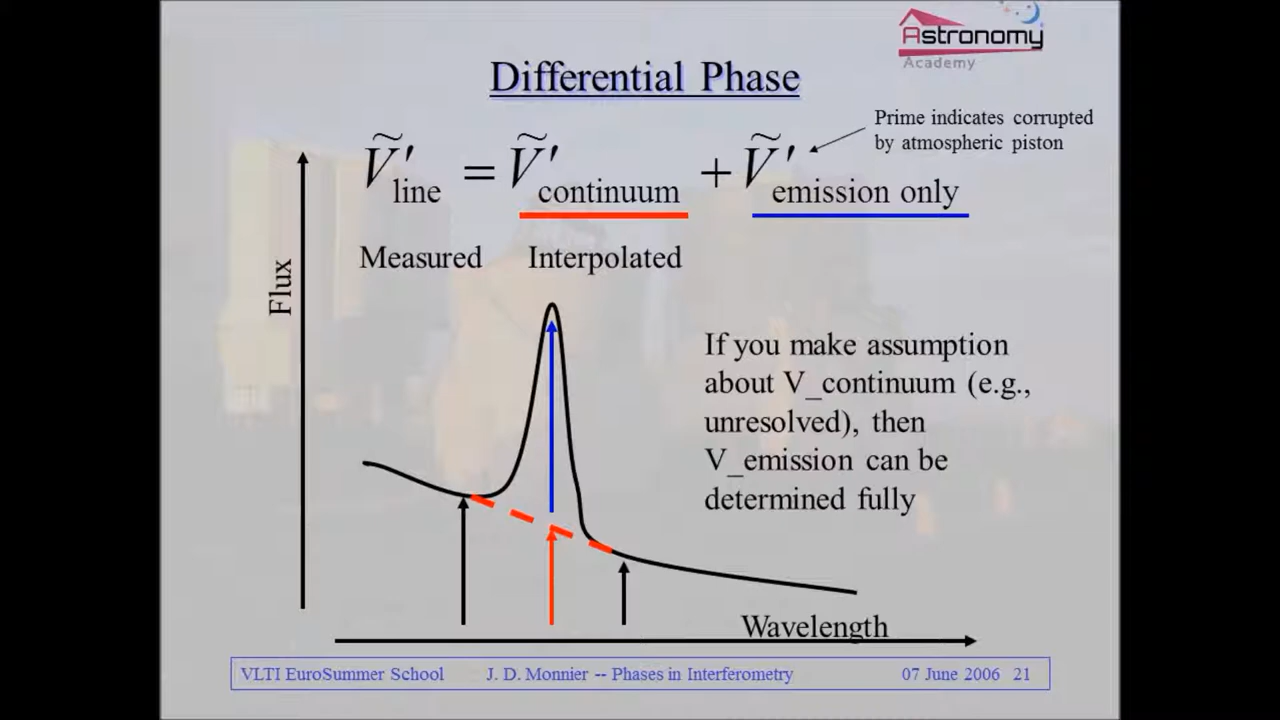 Astronomy
Academy
Differential Phase
Prime indicates corrupted
by atmospheric piston
Ṽ′line = Ṽ′continuum + Ṽ′emission only
Measured Interpolated
Flux
If you make assumption
about V_continuum (e.g.,
unresolved), then
V_emission can be
determined fully
Wavelength
VLTI EuroSummer School J. D. Monnier -- Phases in Interferometry 07 June 2006 21